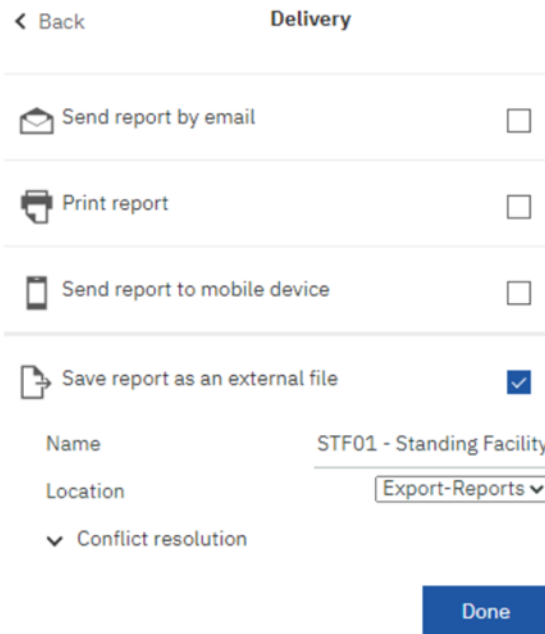 Back
Delivery
Send report by email
Print report
Send report to mobile device
Save report as an external file
Name STF01 - Standing Facility
Location Export-Reports
Conflict resolution
Done